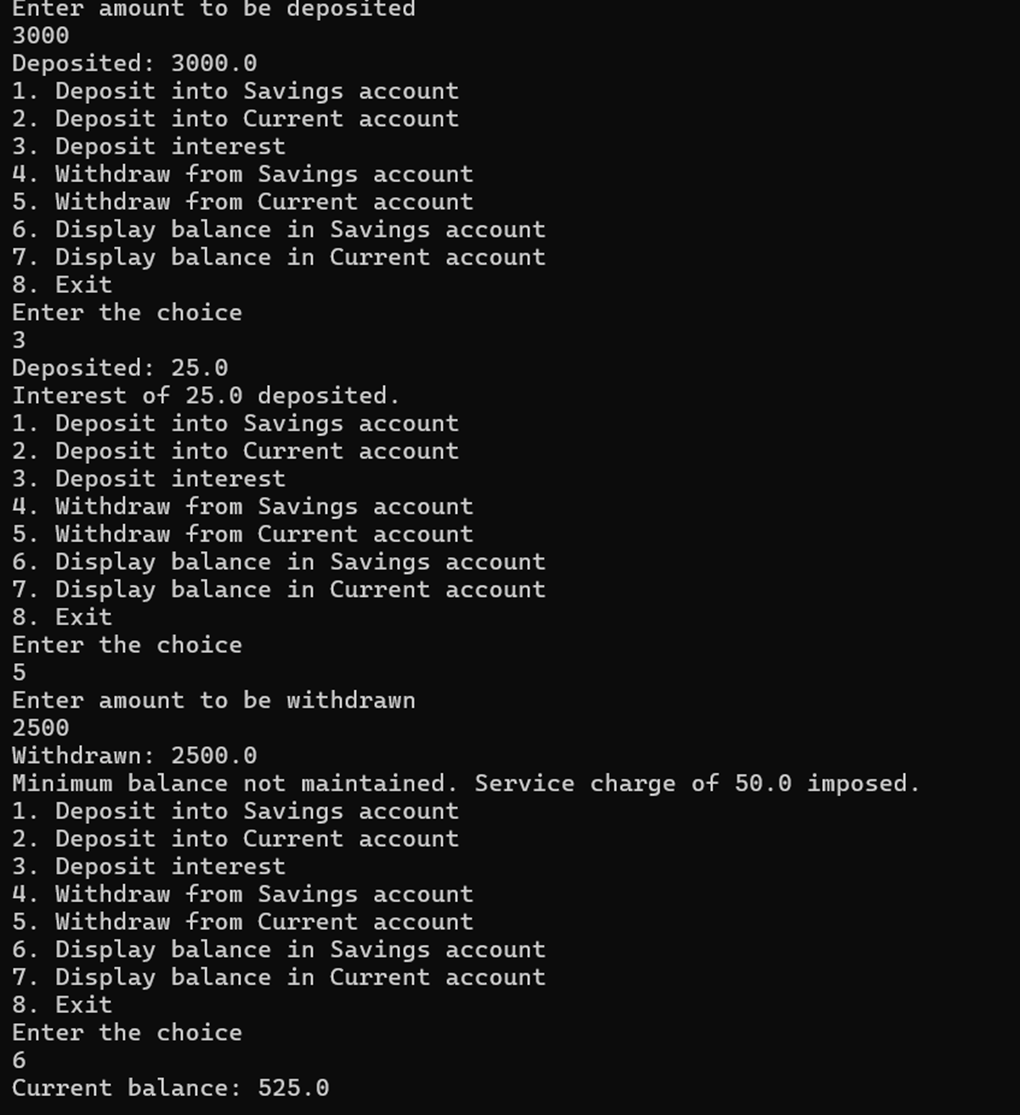 Enter amount to be deposited
3000
Deposited: 3000.0
1. Deposit into Savings account
2. Deposit into Current account
3. Deposit interest
4. Withdraw from Savings account
5. Withdraw from Current account
6. Display balance in Savings account
7. Display balance in Current account
8. Exit
Enter the choice
3
Deposited: 25.0
Interest of 25.0 deposited.
1. Deposit into Savings account
2. Deposit into Current account
3. Deposit interest
4. Withdraw from Savings account
5. Withdraw from Current account
6. Display balance in Savings account
7. Display balance in Current account
8. Exit
Enter the choice
5
Enter amount to be withdrawn
2500
Withdrawn: 2500.0
Minimum balance not maintained. Service charge of 50.0 imposed.
1. Deposit into Savings account
2. Deposit into Current account
3. Deposit interest
4. Withdraw from Savings account
5. Withdraw from Current account
6. Display balance in Savings account
7. Display balance in Current account
8. Exit
Enter the choice
6
Current balance: 525.0